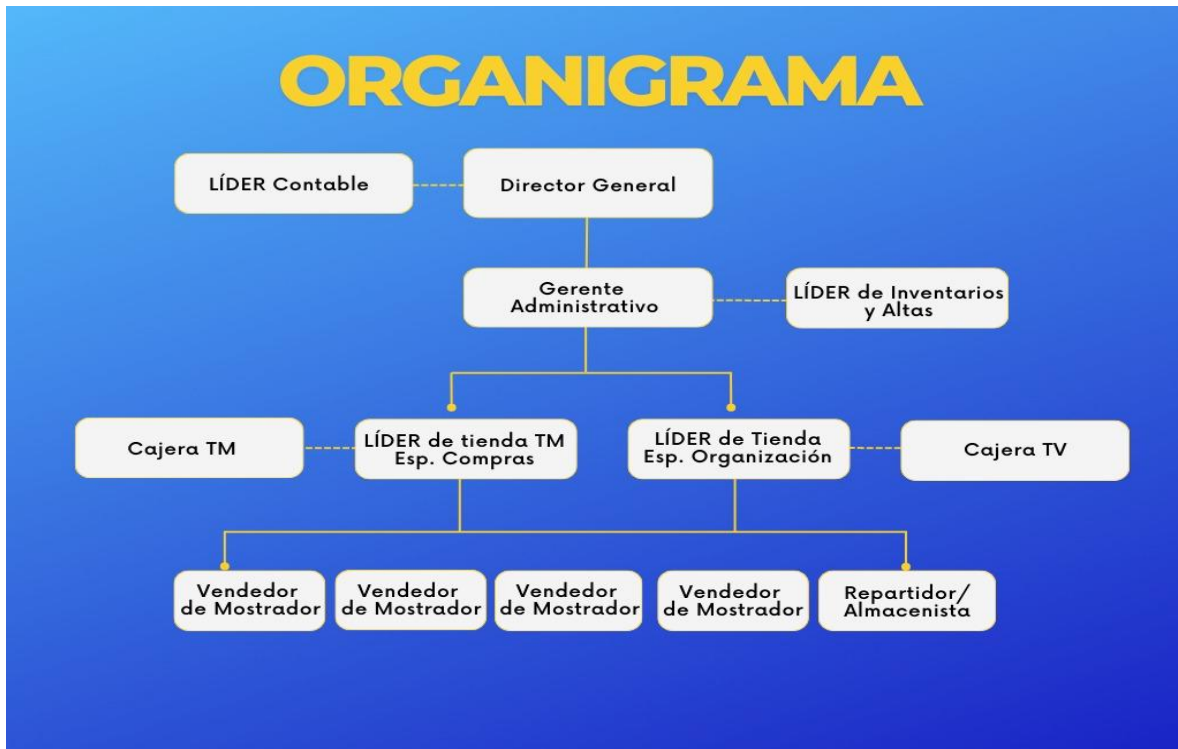 ORGANIGRAMA
LÍDER Contable
Director General
Gerente
Administrativo
LÍDER de Inventarios
y Altas
Cajera TM
LÍDER de tienda TM
Esp. Compras
LÍDER de Tienda
Esp. Organización
Cajera TV
Vendedor
de Mostrador
Vendedor
de Mostrador
Vendedor
de Mostrador
Vendedor
de Mostrador
Repartidor/
Almacenista